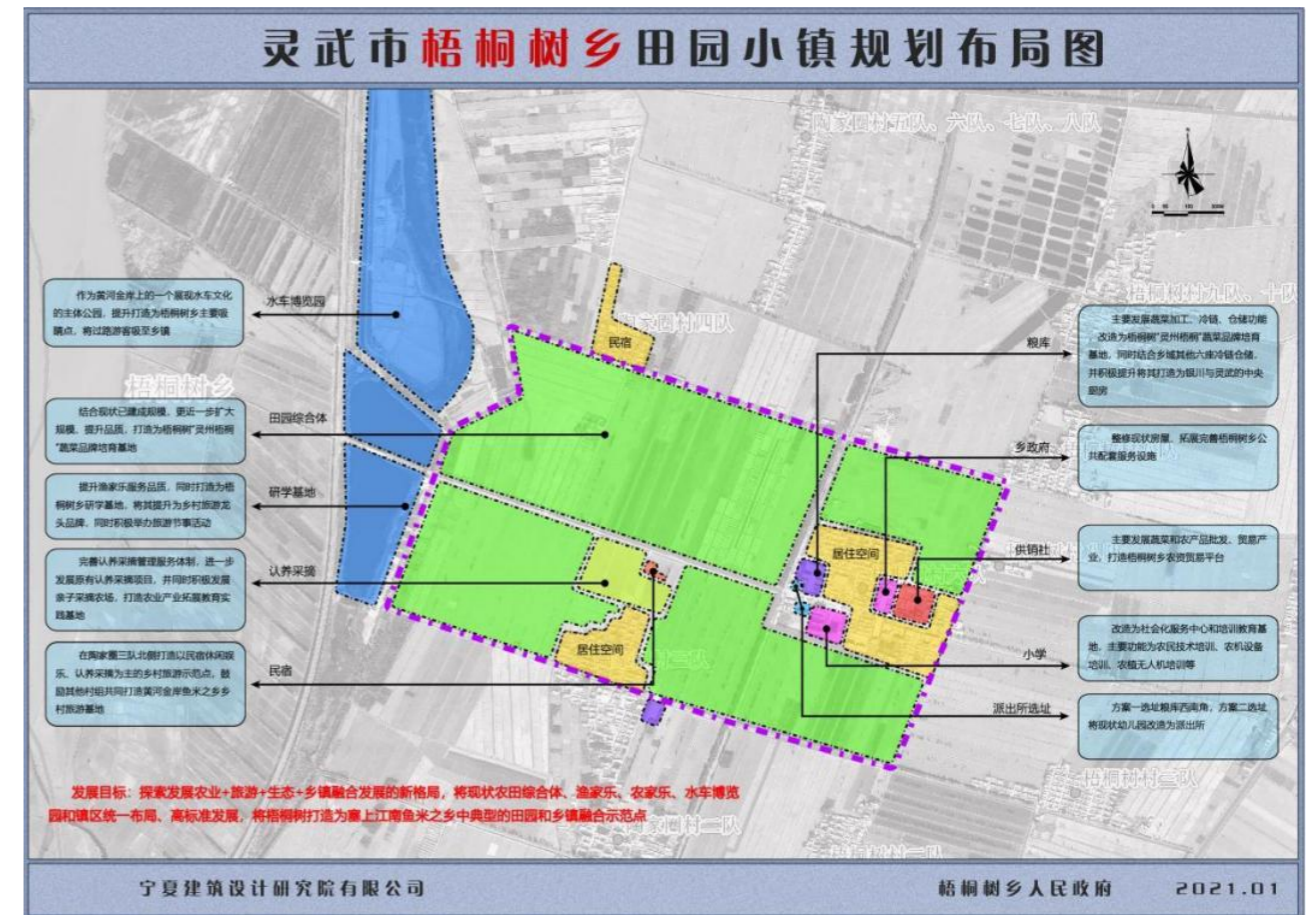 灵武市梧桐树乡田园小镇规划布局图
陶家圈村五队、六队、七队、八队
作为黄河金岸上的一个展现水车文化
的主体公园，提升打造为梧桐树乡主要吸
睛点，将过路游客吸至乡镇
水车博览园
陶家圈村四队
民宿
梧桐树村九队、十队
梧桐树乡
粮库
主要发展蔬菜加工、冷链、仓储功能
，改造为梧桐树"灵州梧桐"蔬菜品牌培育
基地，同时结合乡域其他六座冷链仓储，
并积极提升将其打造为银川与灵武的中央
厨房
结合现状已建成规模，更近一步扩大
规模，提升品质，打造为梧桐树"灵州梧桐
"蔬菜品牌培育基地
田园综合体
乡政府
整修现状房屋，拓展完善梧桐树乡公
共配套服务设施
提升渔家乐服务品质，同时打造为梧
桐树乡研学基地，将其提升为乡村旅游龙
头品牌，同时积极举办旅游节事活动
研学基地
供销社
主要发展蔬菜和农产品批发、贸易产
业，打造梧桐树乡农资贸易平台
居住空间
完善认养采摘管理服务体制，进一步
发展原有认养采摘项目，并同时积极发展
亲子采摘农场，打造农业产业拓展教育实
践基地
认养采摘
小学
改造为社会化服务中心和培训教育基
地，主要功能为农民技术培训、农机设备
培训、农植无人机培训等
居住空间
在陶家圈三队北侧打造以民宿休闲娱
乐、认养采摘为主的乡村旅游示范点，鼓
励其他村组共同打造黄河金岸鱼米之乡乡
村旅游基地
民宿
派出所选址
方案一选址粮库西南角，方案二选址
将现状幼儿园改造为派出所
梧桐树村三队
发展目标：探索发展农业+旅游+生态+乡镇融合发展的新格局，将现状农田综合体、渔家乐、农家乐、水车博览
园和镇区统一布局、高标准发展，将梧桐树打造为塞上江南鱼米之乡中典型的田园和乡镇融合示范点
陶家圈村二队
宁夏建筑设计研究院有限公司
梧桐树乡人民政府 2021.01